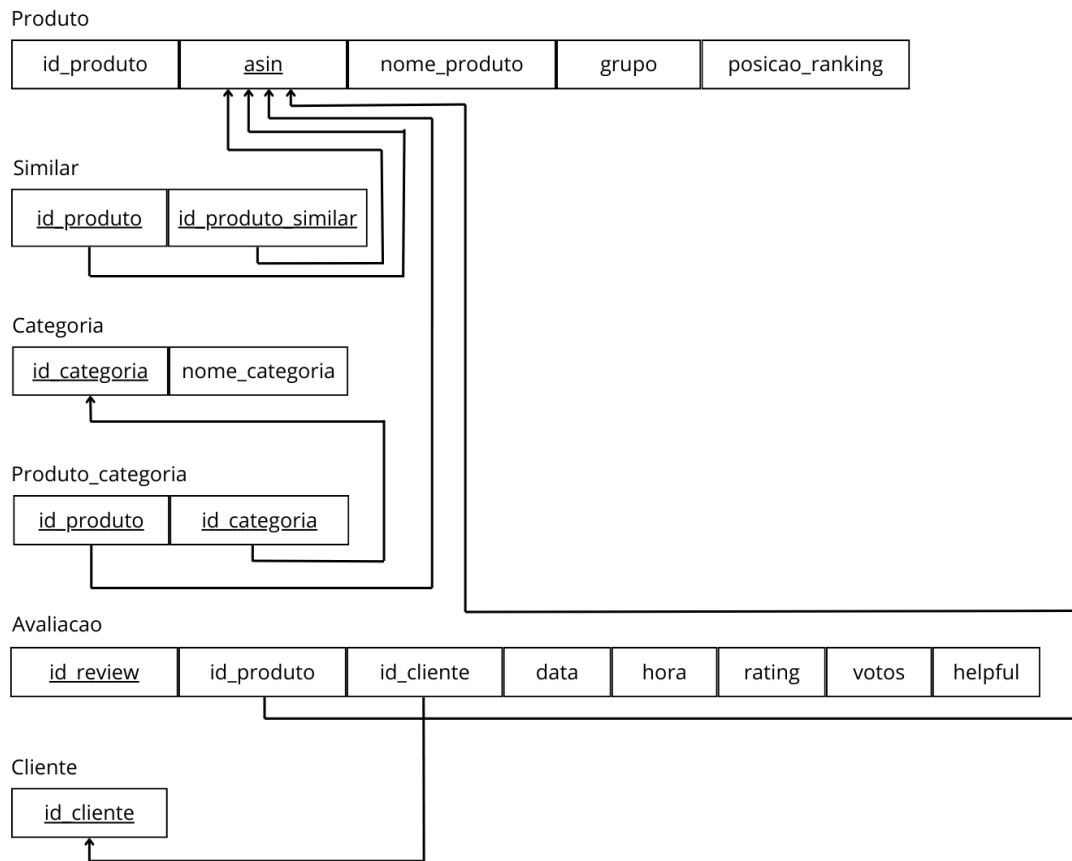 Produto
id_produto asin nome_produto grupo posicao_ranking
Similar
id_produto id_produto_similar
Categoria
id_categoria nome_categoria
Produto_categoria
id_produto id_categoria
Avaliacao
id_review id_produto id_cliente data hora rating votos helpful
Cliente
id_cliente